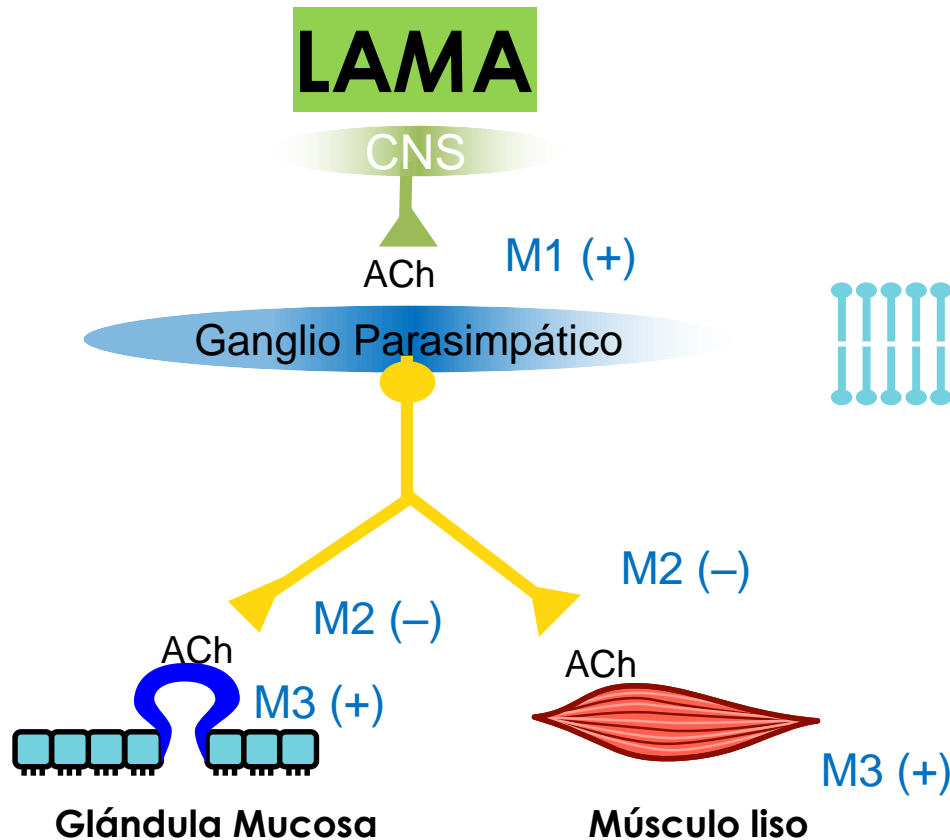 LAMA
CNS
ACh
M1 (+)
Ganglio Parasimpático
M2 (–)
M2 (–)
ACh
ACh
M3 (+)
M3 (+)
Glándula Mucosa
Músculo liso